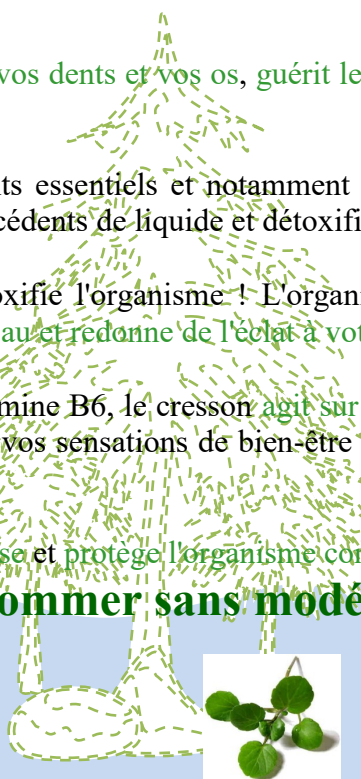 vos dents et vos os, guérit le
ts essentiels et notamment
cédents de liquide et détoxifi
oxifie l'organisme ! L'organi
au et redonne de l'éclat à vot
mine B6, le cresson agit sur
vos sensations de bien-être
se et protège l'organisme con
ommer sans modé